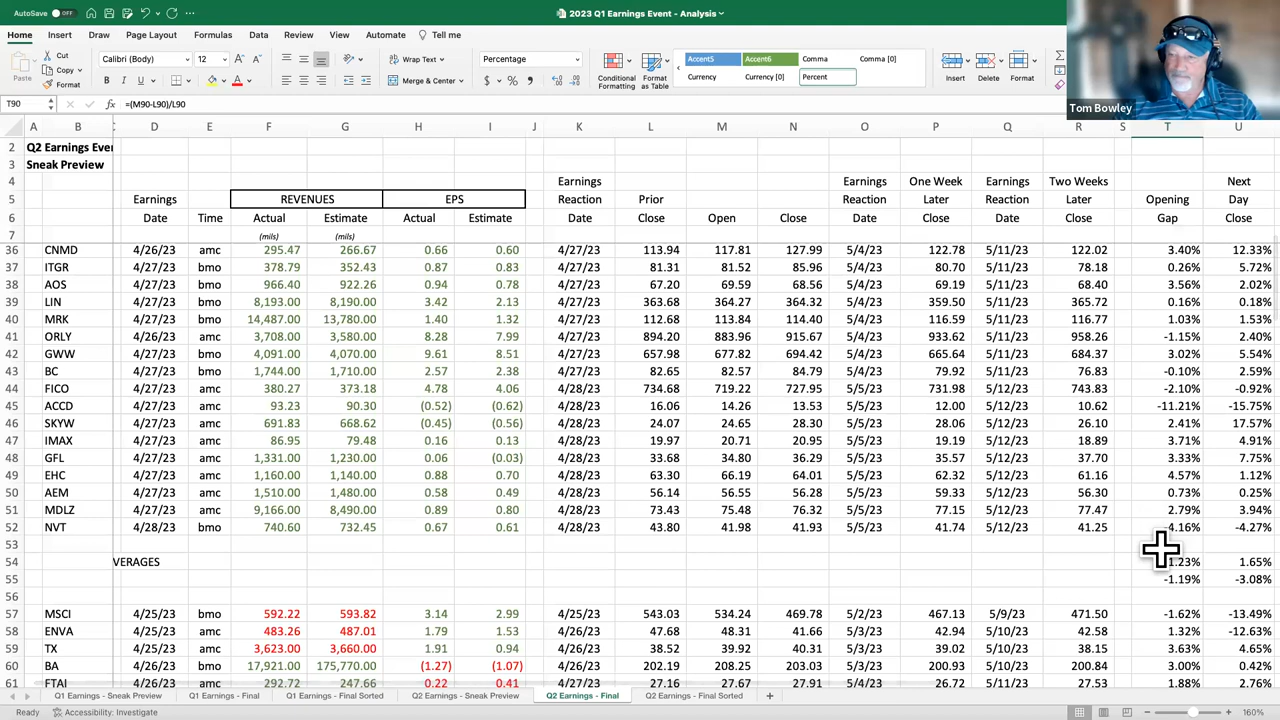 AutoSave OFF 2023 Q1 Earnings Event - Analysis
Home Insert Draw Page Layout Formulas Data Review View Automate Tell me
Paste Cut Copy Format Calibri (Body) 12 Wrap Text Merge & Center Percentage Conditional Formatting Format as Table Accent5 Accent6 Comma Comma [0] Currency Currency [0] Percent Insert Delete Format
Tom Bowley
T90 fx =(M90-L90)/L90
A B C D E F G H I J K L M N O P Q R S T U
2 Q2 Earnings Even
3 Sneak Preview
4 Earnings Earnings One Week Earnings Two Weeks Next
5 Earnings REVENUES EPS Reaction Prior Reaction Later Reaction Later Opening Day
6 Date Time Actual Estimate Actual Estimate Date Close Open Close Date Close Date Close Gap Close
7 (mils) (mils)
36 CNMD 4/26/23 amc 295.47 266.67 0.66 0.60 4/27/23 113.94 117.81 127.99 5/4/23 122.78 5/11/23 122.02 3.40% 12.33%
37 ITGR 4/27/23 bmo 378.79 352.43 0.87 0.83 4/27/23 81.31 81.52 85.96 5/4/23 80.70 5/11/23 78.18 0.26% 5.72%
38 AOS 4/27/23 bmo 966.40 922.26 0.94 0.78 4/27/23 67.20 69.59 68.56 5/4/23 69.19 5/11/23 68.40 3.56% 2.02%
39 LIN 4/27/23 bmo 8,193.00 8,190.00 3.42 2.13 4/27/23 363.68 364.27 364.32 5/4/23 359.50 5/11/23 365.72 0.16% 0.18%
40 MRK 4/27/23 bmo 14,487.00 13,780.00 1.40 1.32 4/27/23 112.68 113.84 114.40 5/4/23 116.59 5/11/23 116.77 1.03% 1.53%
41 ORLY 4/26/23 amc 3,708.00 3,580.00 8.28 7.99 4/27/23 894.20 883.96 915.67 5/4/23 933.62 5/11/23 958.26 -1.15% 2.40%
42 GWW 4/27/23 bmo 4,091.00 4,070.00 9.61 8.51 4/27/23 657.98 677.82 694.42 5/4/23 665.64 5/11/23 684.37 3.02% 5.54%
43 BC 4/27/23 bmo 1,744.00 1,710.00 2.57 2.38 4/27/23 82.65 82.57 84.79 5/4/23 79.92 5/11/23 76.83 -0.10% 2.59%
44 FICO 4/27/23 amc 380.27 373.18 4.78 4.06 4/28/23 734.68 719.22 727.95 5/5/23 731.98 5/12/23 743.83 -2.10% -0.92%
45 ACCD 4/27/23 amc 93.23 90.30 (0.52) (0.62) 4/28/23 16.06 14.26 13.53 5/5/23 12.00 5/12/23 10.62 -11.21% -15.75%
46 SKYW 4/27/23 amc 691.83 668.62 (0.45) (0.56) 4/28/23 24.07 24.65 28.30 5/5/23 28.06 5/12/23 26.10 2.41% 17.57%
47 IMAX 4/27/23 amc 86.95 79.48 0.16 0.13 4/28/23 19.97 20.71 20.95 5/5/23 19.19 5/12/23 18.89 3.71% 4.91%
48 GFL 4/27/23 amc 1,331.00 1,230.00 0.06 (0.03) 4/28/23 33.68 34.80 36.29 5/5/23 35.57 5/12/23 37.70 3.33% 7.75%
49 EHC 4/27/23 amc 1,160.00 1,140.00 0.88 0.70 4/28/23 63.30 66.19 64.01 5/5/23 62.32 5/12/23 61.16 4.57% 1.12%
50 AEM 4/27/23 amc 1,510.00 1,480.00 0.58 0.49 4/28/23 56.14 56.55 56.28 5/5/23 59.33 5/12/23 56.30 0.73% 0.25%
51 MDLZ 4/27/23 amc 9,166.00 8,490.00 0.89 0.80 4/28/23 73.43 75.48 76.32 5/5/23 77.15 5/12/23 77.47 2.79% 3.94%
52 NVT 4/28/23 bmo 740.60 732.45 0.67 0.61 4/28/23 43.80 41.98 41.93 5/5/23 41.74 5/12/23 41.25 -4.16% -4.27%
53
54 VERAGES 1.23% 1.65%
55 -1.19% -3.08%
56
57 MSCI 4/25/23 bmo 592.22 593.82 3.14 2.99 4/25/23 543.03 534.24 469.78 5/2/23 467.13 5/9/23 471.50 -1.62% -13.49%
58 ENVA 4/25/23 amc 483.26 487.01 1.79 1.53 4/26/23 47.68 48.31 41.66 5/3/23 42.94 5/10/23 42.58 1.32% -12.63%
59 TX 4/25/23 amc 3,623.00 3,660.00 1.91 0.94 4/26/23 38.52 39.92 40.31 5/3/23 39.02 5/10/23 38.15 3.63% 4.65%
60 BA 4/26/23 bmo 17,921.00 175,770.00 (1.27) (1.07) 4/26/23 202.19 208.25 203.03 5/3/23 200.93 5/10/23 200.84 3.00% 0.42%
61 FTAI 4/26/23 amc 292.72 247.66 0.22 0.41 4/26/23 27.16 27.67 27.91 5/3/23 26.72 5/10/23 27.53 1.88% 2.76%
Q1 Earnings - Sneak Preview Q1 Earnings - Final Q1 Earnings - Final Sorted Q2 Earnings - Sneak Preview Q2 Earnings - Final Q2 Earnings - Final Sorted +
Ready Accessibility: Investigate 160%